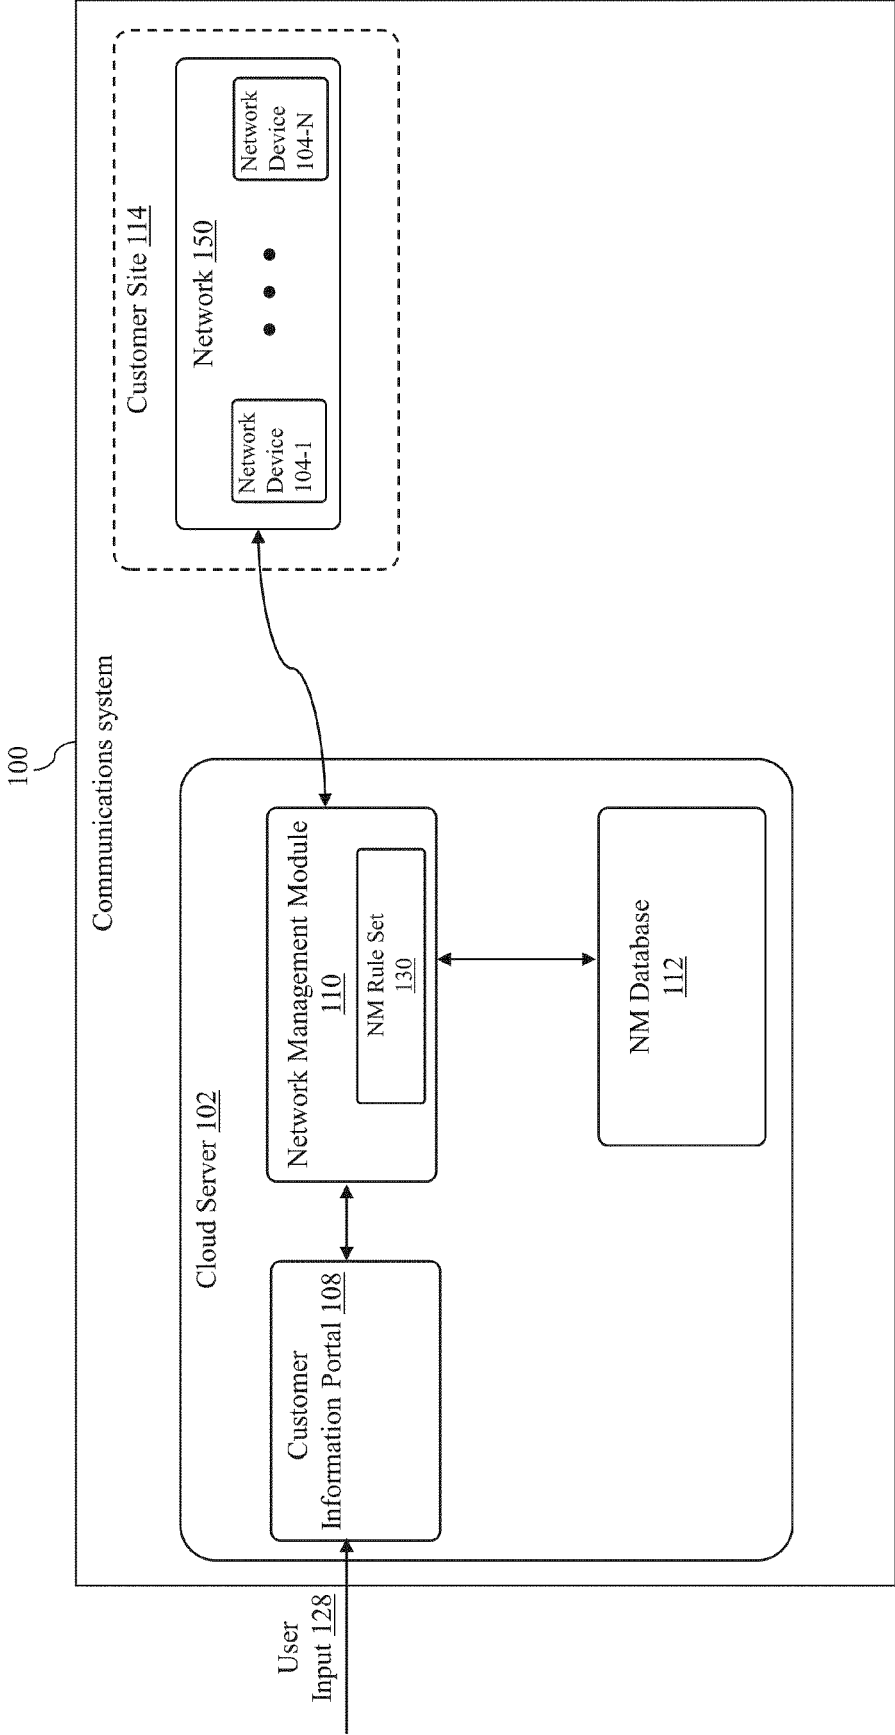 100
Communications system
Cloud Server 102
User
Input 128
Customer
Information Portal 108
Network Management Module
110
NM Rule Set
130
NM Database
112
Customer Site 114
Network 150
Network
Device
104-1
Network
Device
104-N